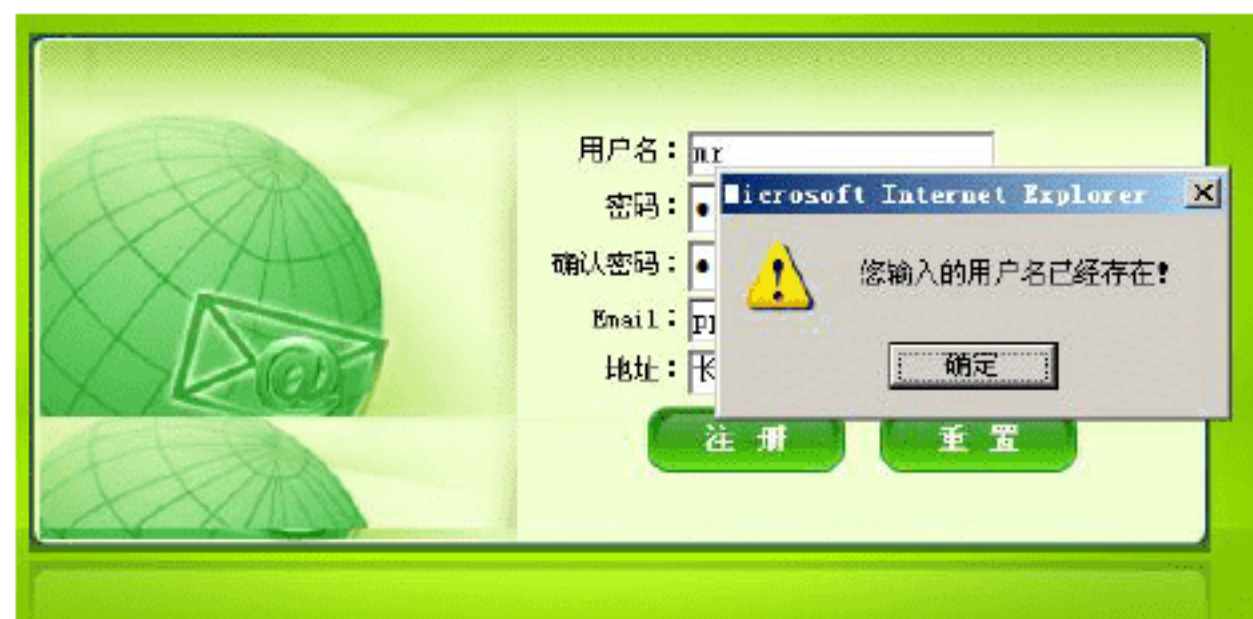 用户名：mr
密码：
确认密码：
Email：
地址：长
Microsoft Internet Explorer
您输入的用户名已经存在!
确定
注 册
重 置